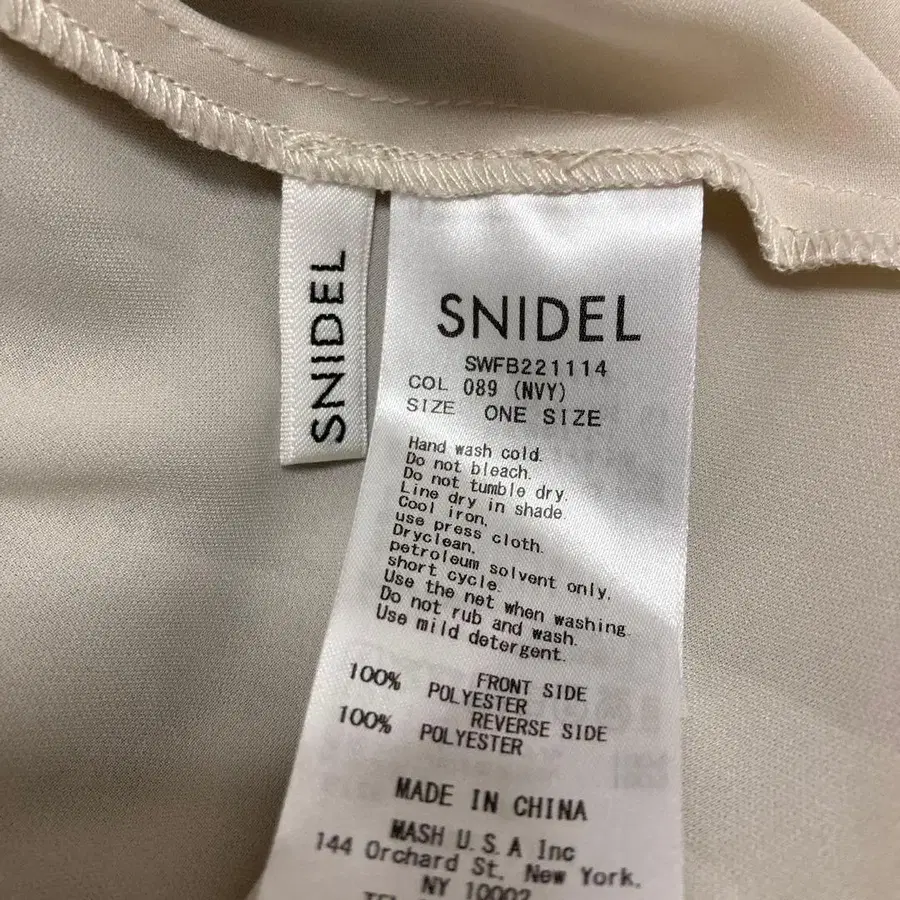 SNIDEL
SNIDEL
SWFB221114
COL 089 (NVY)
SIZE ONE SIZE
Hand wash cold.
Do not bleach.
Do not tumble dry.
Line dry in shade.
Cool iron,
use press cloth.
Dryclean,
petroleum solvent only,
short cycle.
Use the net when washing.
Do not rub and wash.
Use mild detergent.
FRONT SIDE
100% POLYESTER
REVERSE SIDE
100% POLYESTER
MADE IN CHINA
MASH U.S.A Inc
144 Orchard St. New York,
NY 10002